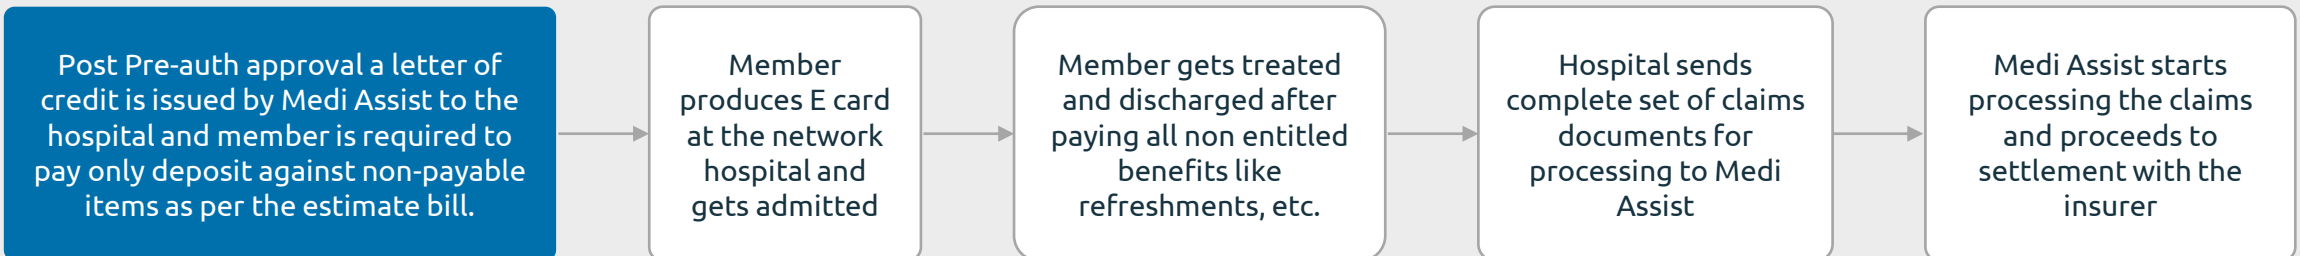 Post Pre-auth approval a letter of
credit is issued by Medi Assist to the
hospital and member is required to
pay only deposit against non-payable
items as per the estimate bill.
Member
produces E card
at the network
hospital and
gets admitted
Member gets treated
and discharged after
paying all non entitled
benefits like
refreshments, etc.
Hospital sends
complete set of claims
documents for
processing to Medi
Assist
Medi Assist starts
processing the claims
and proceeds to
settlement with the
insurer